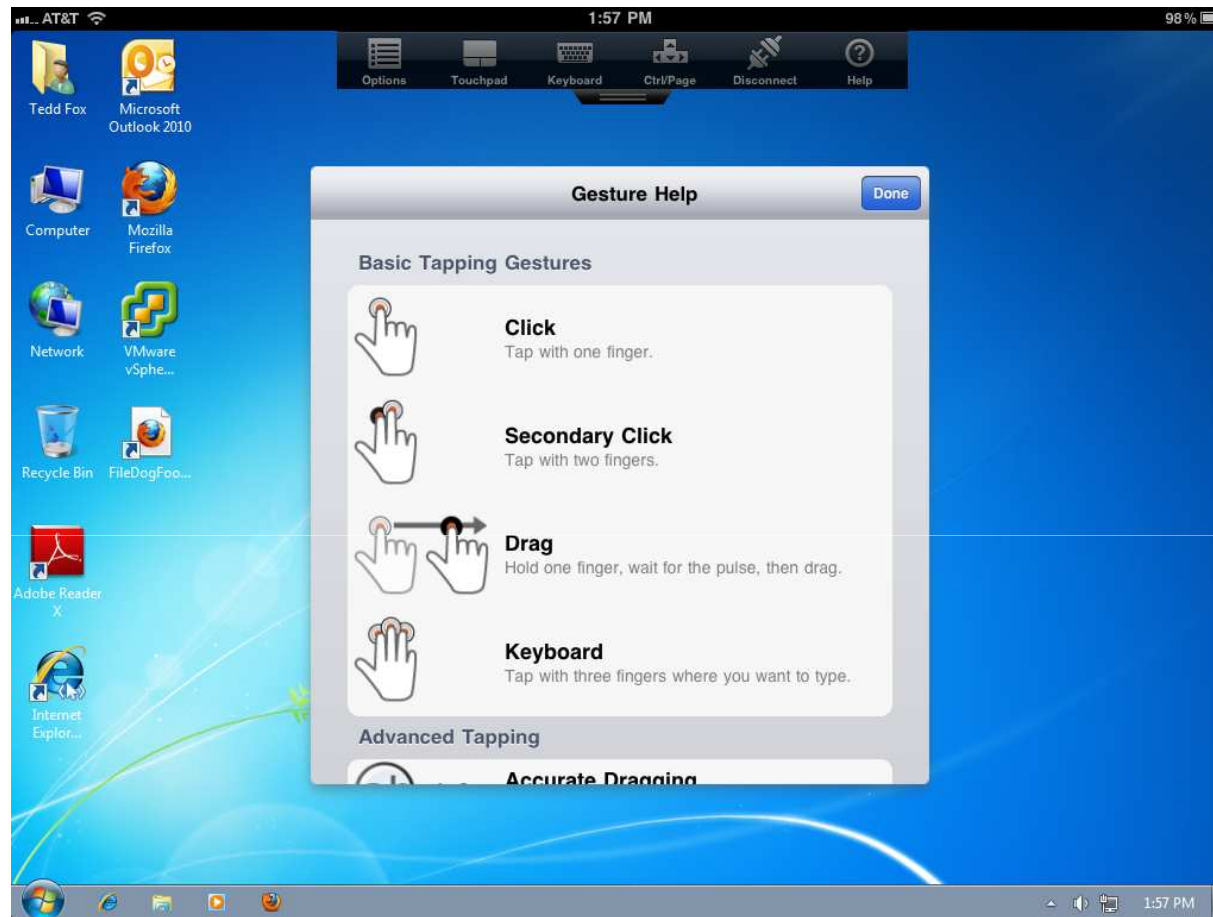 AT&T
1:57 PM
98%
Options
Touchpad
Keyboard
Ctrl/Page
Disconnect
Help
Tedd Fox
Microsoft
Outlook 2010
Computer
Mozilla
Firefox
Network
VMware
vSphe...
Recycle Bin
FileDogFoo...
Adobe Reader
X
Internet
Explor...
Gesture Help
Done
Basic Tapping Gestures
Click
Tap with one finger.
Secondary Click
Tap with two fingers.
Drag
Hold one finger, wait for the pulse, then drag.
Keyboard
Tap with three fingers where you want to type.
Advanced Tapping
Accurate Dragging
1:57 PM